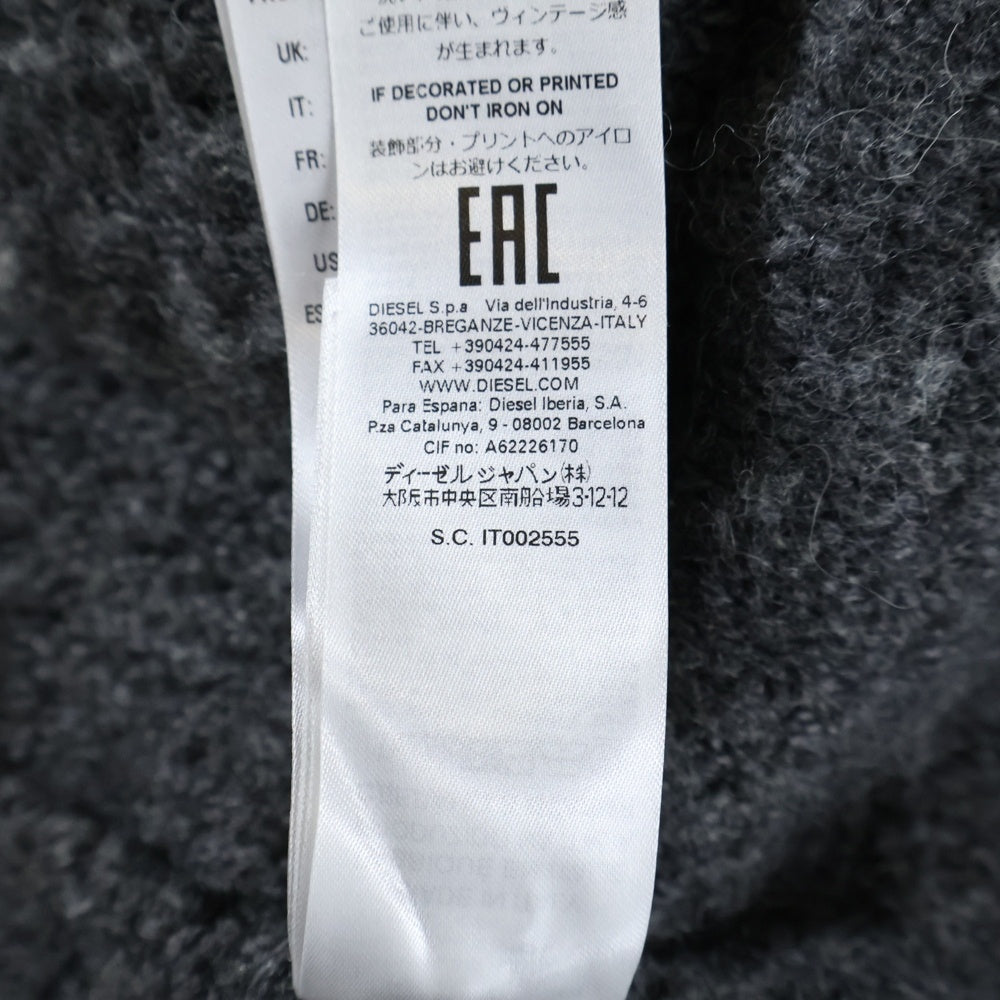 UK:
IT:
FR:
DE:
US
ES
ご使用に伴い、ヴィンテージ感
が生まれます。
IF DECORATED OR PRINTED
DON'T IRON ON
装飾部分・プリントへのアイロ
ンはお避けください。
EAC
DIESEL S.p.a Via dell'Industria, 4-6
36042-BREGANZE-VICENZA-ITALY
TEL +390424-477555
FAX +390424-411955
WWW.DIESEL.COM
Para Espana: Diesel Iberia, S.A.
P.za Catalunya, 9 - 08002 Barcelona
CIF no: A62226170
ディーゼルジャパン(株)
大阪市中央区南船場3-12-12
S.C. IT002555